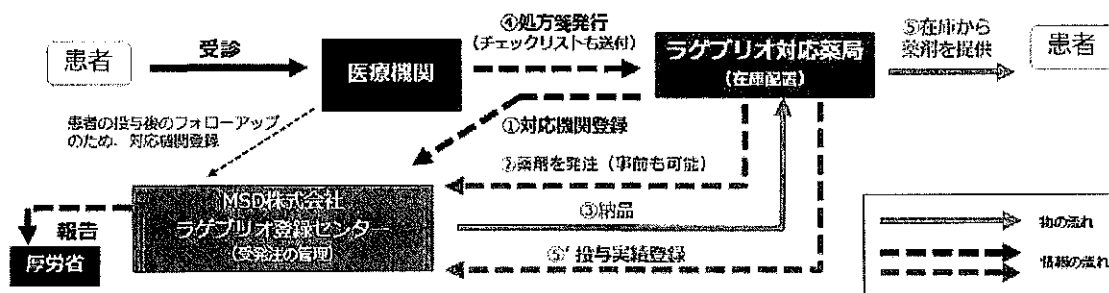 患者
受診
医療機関
④処方箋発行
(チェックリストも送付)
ラゲブリオ対応薬局
(在庫配置)
⑤在庫から
薬剤を提供
患者
患者の投与後のフォローアップ
のため、対応機関登録
①対応機関登録
②薬剤を発注（事前も可能）
MSD株式会社
ラゲブリオ登録センター
(受発注の管理)
③納品
⑤' 投与実績登録
報告
厚労省
物の流れ
情報の流れ